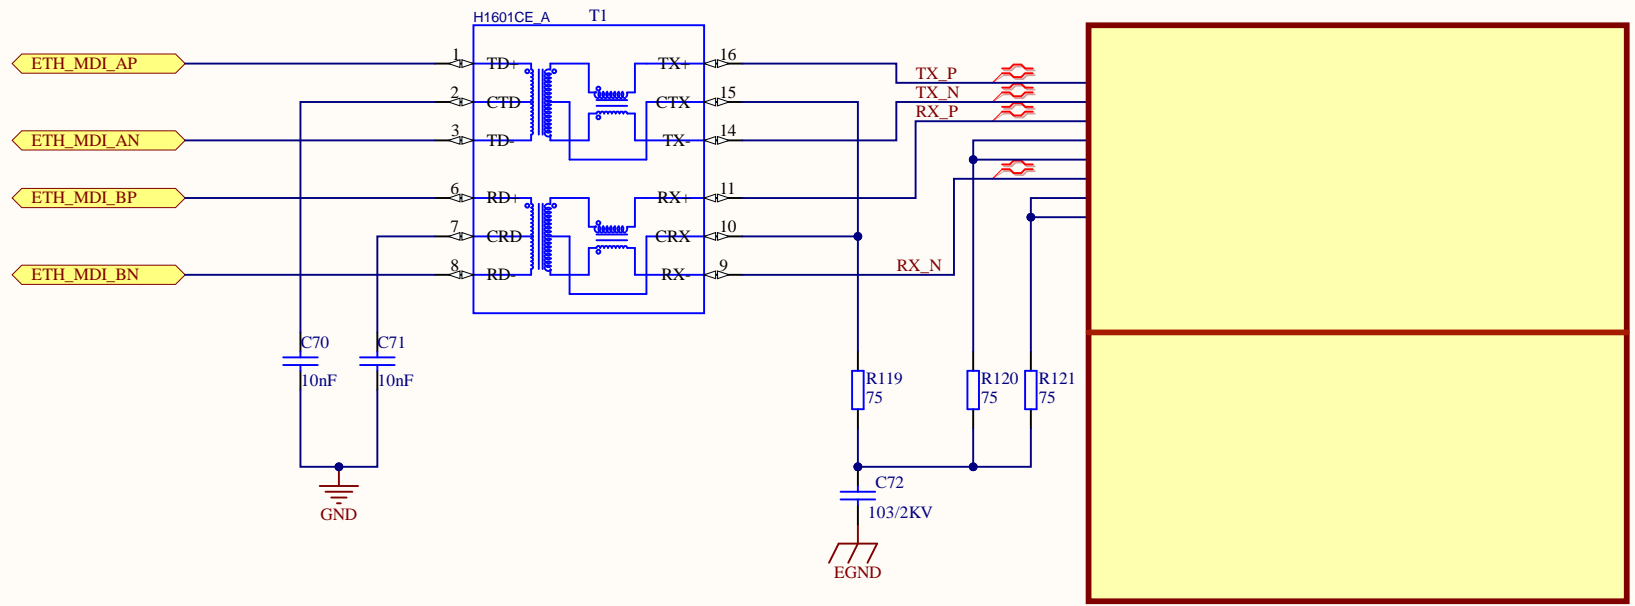 H1601CE_A T1
ETH_MDI_AP 1 TD+ TX+ 16
TX_P
2 CTD CTX 15 TX_N
RX_P
ETH_MDI_AN 3 TD- TX- 14
ETH_MDI_BP 6 RD+ RX+ 11
7 CRD CRX 10
ETH_MDI_BN 8 RD- RX- 9 RX_N
C70 C71
10nF 10nF
R119 R120 R121
75 75 75
C72
103/2KV
GND
EGND